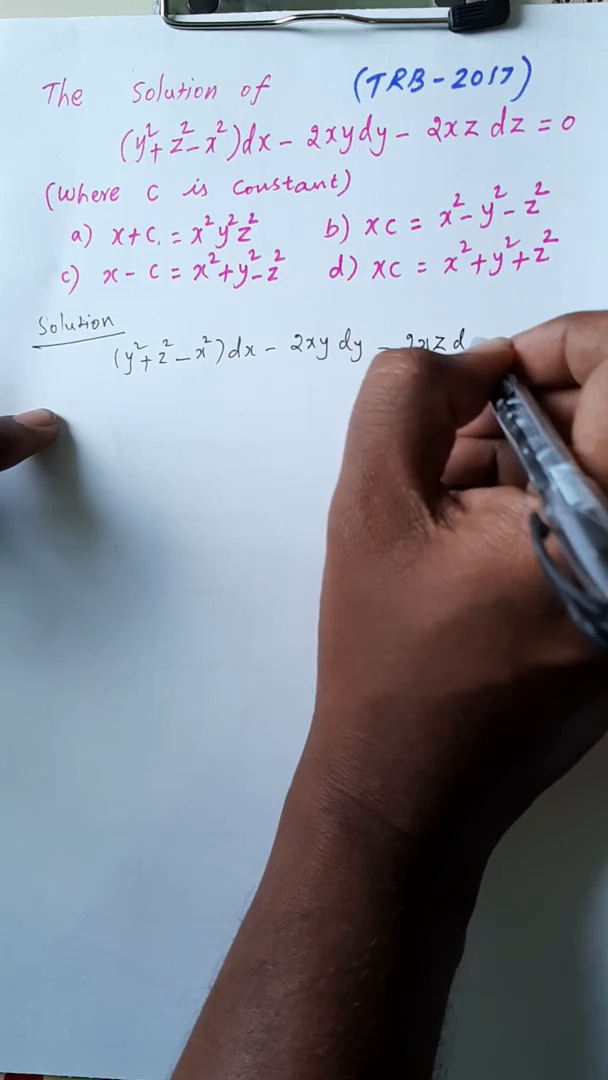 The Solution of (TRB-2017)
(y²+z²-x²)dx - 2xydy - 2xz dz = 0
(where c is constant)
a) x+c. = x²y²z² b) xc = x²-y²-z²
c) x-c = x²+y²-z² d) xc = x²+y²+z²
Solution
(y²+z²-x²)dx - 2xy dy - 2xz d